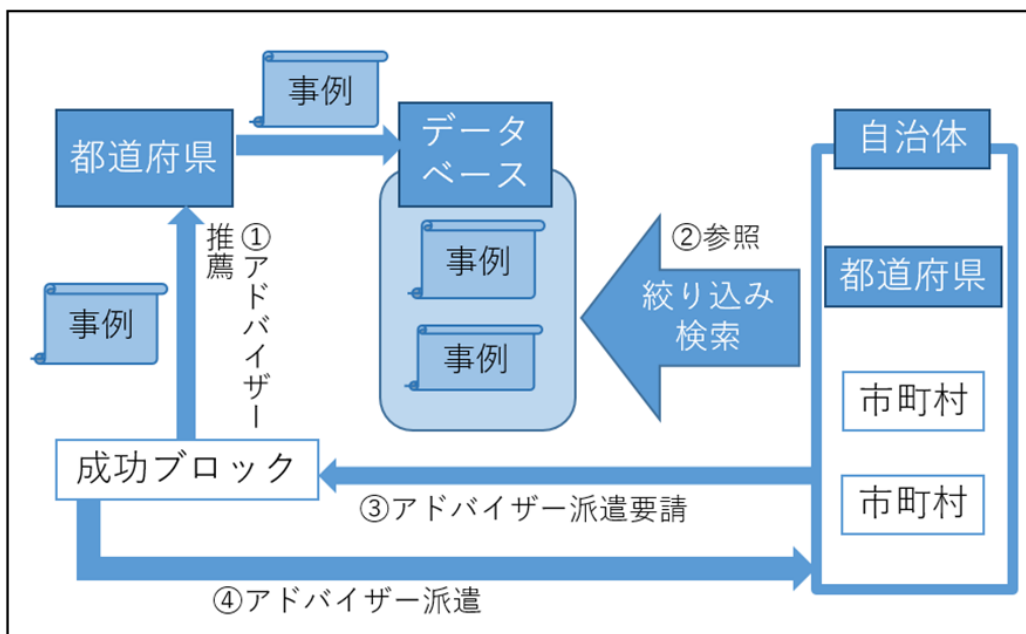 事例
都道府県
データ
ベース
自治体
①アドバイザー
推薦
事例
事例
事例
②参照
絞り込み
検索
都道府県
市町村
市町村
成功ブロック
③アドバイザー派遣要請
④アドバイザー派遣